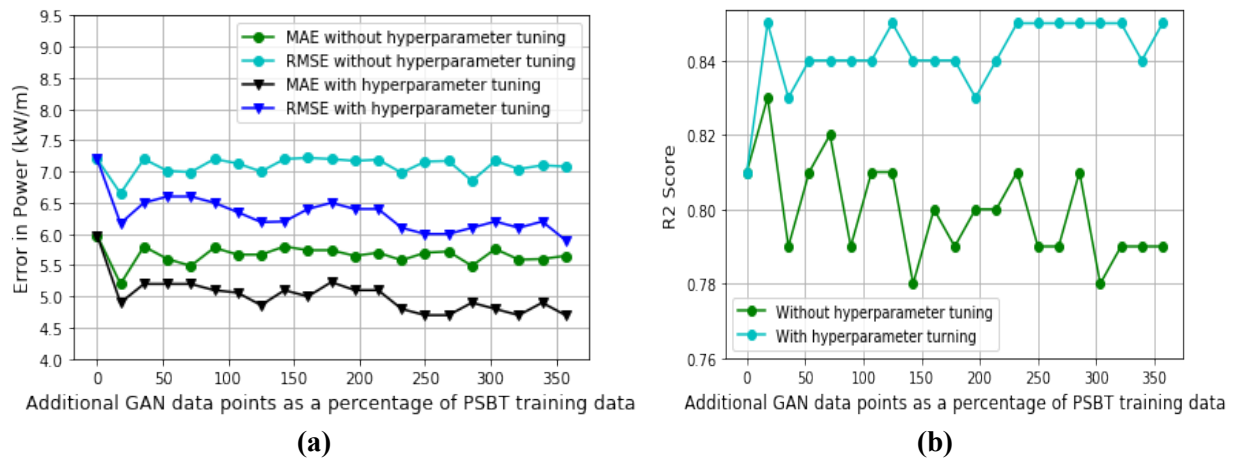 9.5
9.0
8.5
8.0
7.5
7.0
6.5
6.0
5.5
5.0
4.5
4.0
Error in Power (kW/m)
MAE without hyperparameter tuning
RMSE without hyperparameter tuning
MAE with hyperparameter tuning
RMSE with hyperparameter tuning
0 50 100 150 200 250 300 350
Additional GAN data points as a percentage of PSBT training data
(a)
0.84
0.82
0.80
0.78
0.76
R2 Score
Without hyperparameter tuning
With hyperparameter turning
0 50 100 150 200 250 300 350
Additional GAN data points as a percentage of PSBT training data
(b)